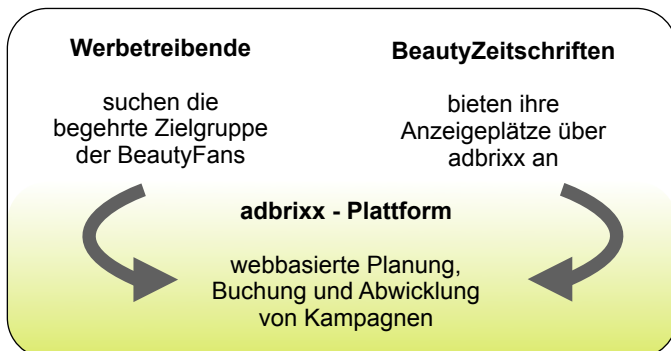 Werbetreibende
suchen die
begehrte Zielgruppe
der BeautyFans
BeautyZeitschriften
bieten ihre
Anzeigeplätze über
adbrixx an
adbrixx - Plattform
webbasierte Planung,
Buchung und Abwicklung
von Kampagnen